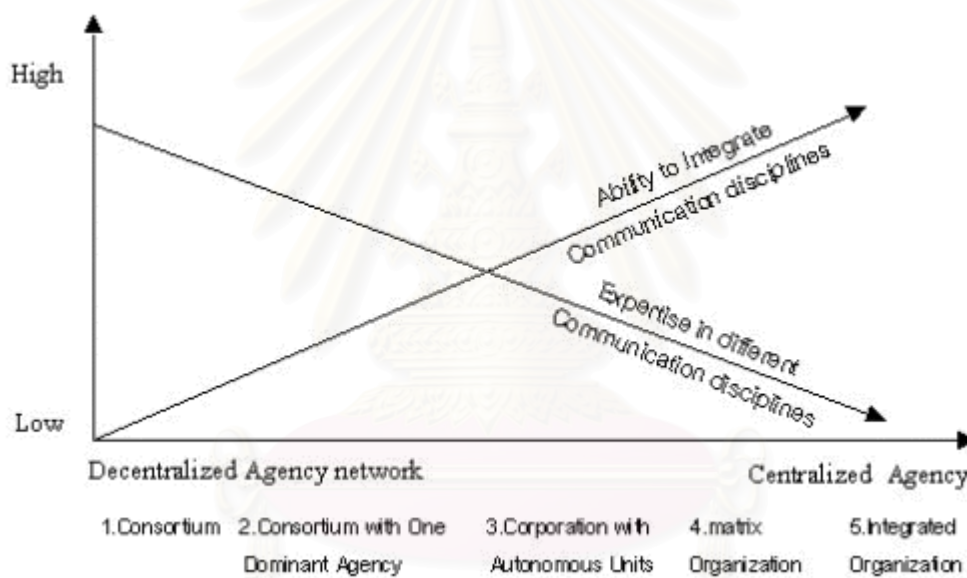 High
Ability to Integrate
Communication disciplines
Expertise in different
Communication disciplines
Low
Decentralized Agency network
Centralized Agency
1.Consortium 2.Consortium with One 3.Corporation with 4.matrix 5.Integrated
Dominant Agency Autonomous Units Organization Organization